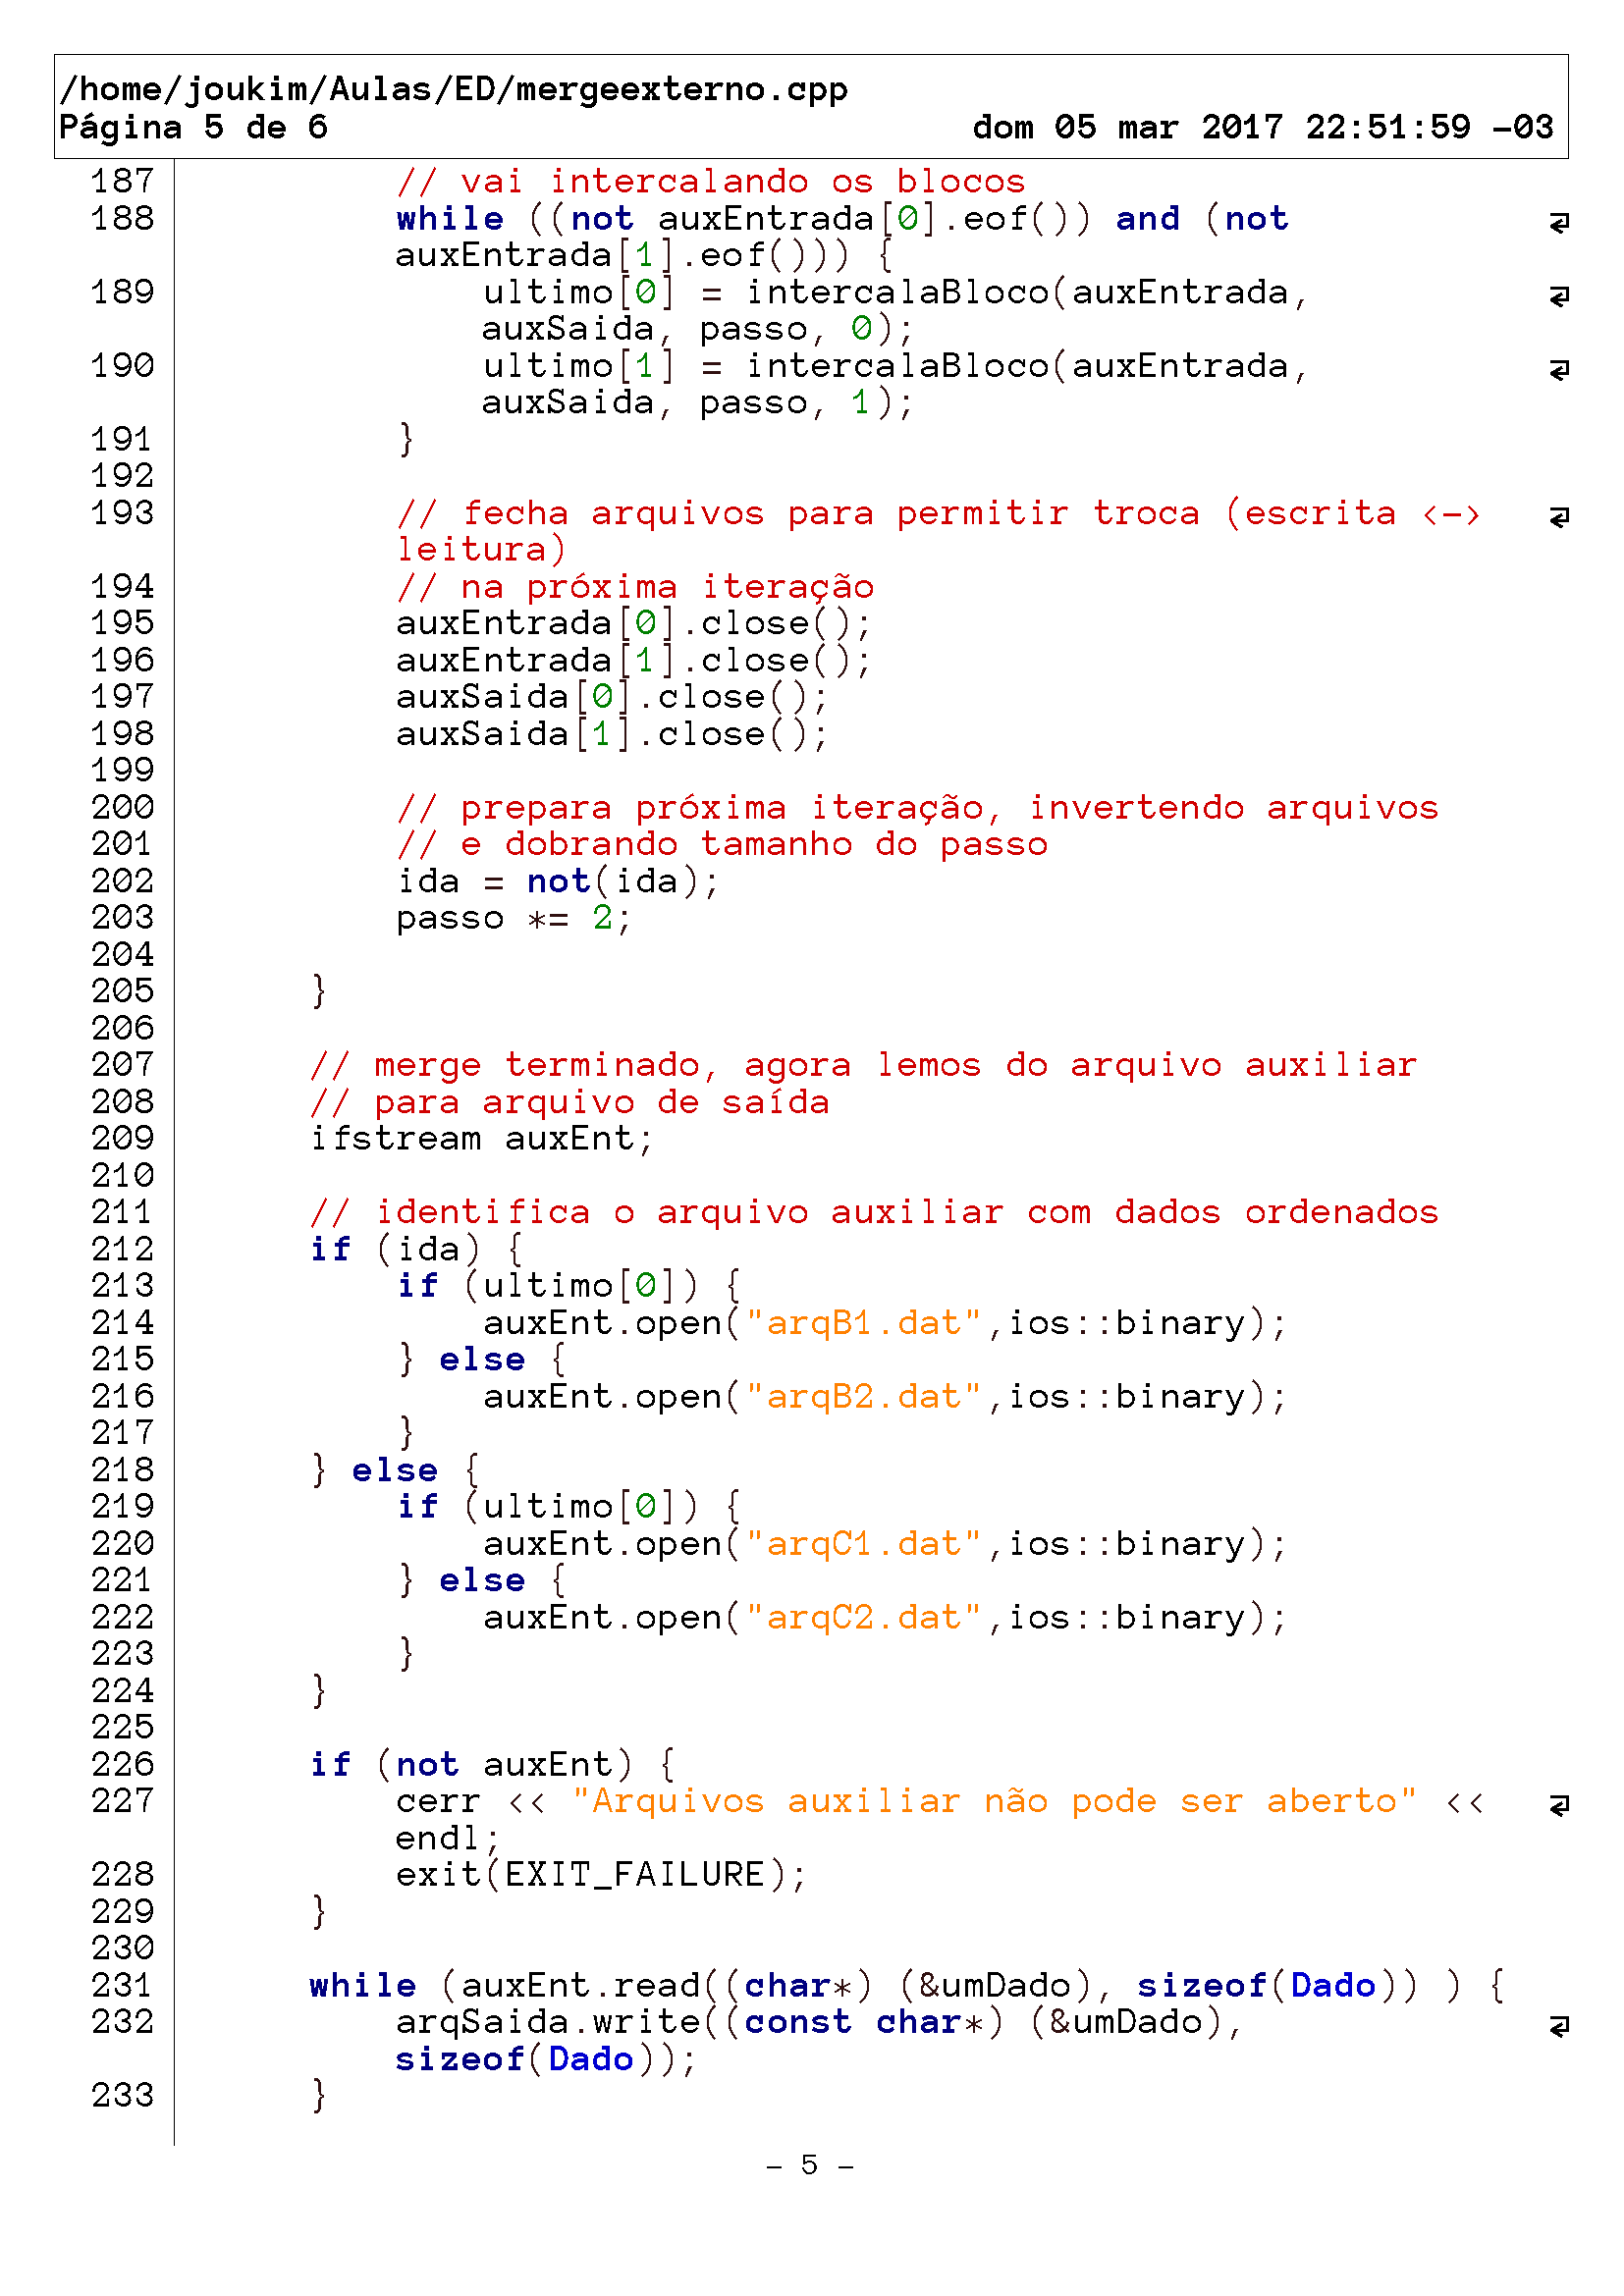 /home/joukim/Aulas/ED/mergeexterno.cpp
Página 5 de 6 dom 05 mar 2017 22:51:59 -03
187 // vai intercalando os blocos
188 while ((not auxEntrada[0].eof()) and (not
auxEntrada[1].eof())) {
189 ultimo[0] = intercalaBloco(auxEntrada,
auxSaida, passo, 0);
190 ultimo[1] = intercalaBloco(auxEntrada,
auxSaida, passo, 1);
191 }
192
193 // fecha arquivos para permitir troca (escrita <->
leitura)
194 // na próxima iteração
195 auxEntrada[0].close();
196 auxEntrada[1].close();
197 auxSaida[0].close();
198 auxSaida[1].close();
199
200 // prepara próxima iteração, invertendo arquivos
201 // e dobrando tamanho do passo
202 ida = not(ida);
203 passo *= 2;
204
205 }
206
207 // merge terminado, agora lemos do arquivo auxiliar
208 // para arquivo de saída
209 ifstream auxEnt;
210
211 // identifica o arquivo auxiliar com dados ordenados
212 if (ida) {
213 if (ultimo[0]) {
214 auxEnt.open("arqB1.dat",ios::binary);
215 } else {
216 auxEnt.open("arqB2.dat",ios::binary);
217 }
218 } else {
219 if (ultimo[0]) {
220 auxEnt.open("arqC1.dat",ios::binary);
221 } else {
222 auxEnt.open("arqC2.dat",ios::binary);
223 }
224 }
225
226 if (not auxEnt) {
227 cerr << "Arquivos auxiliar não pode ser aberto" <<
endl;
228 exit(EXIT_FAILURE);
229 }
230
231 while (auxEnt.read((char*) (&umDado), sizeof(Dado)) ) {
232 arqSaida.write((const char*) (&umDado),
sizeof(Dado));
233 }
- 5 -